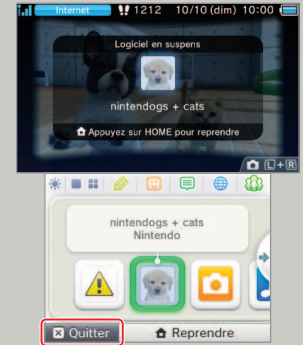 Internet 1212 10/10 (dim) 10:00
Logiciel en suspens
nintendogs + cats
Appuyez sur HOME pour reprendre
L+R
nintendogs + cats
Nintendo
Quitter Reprendre